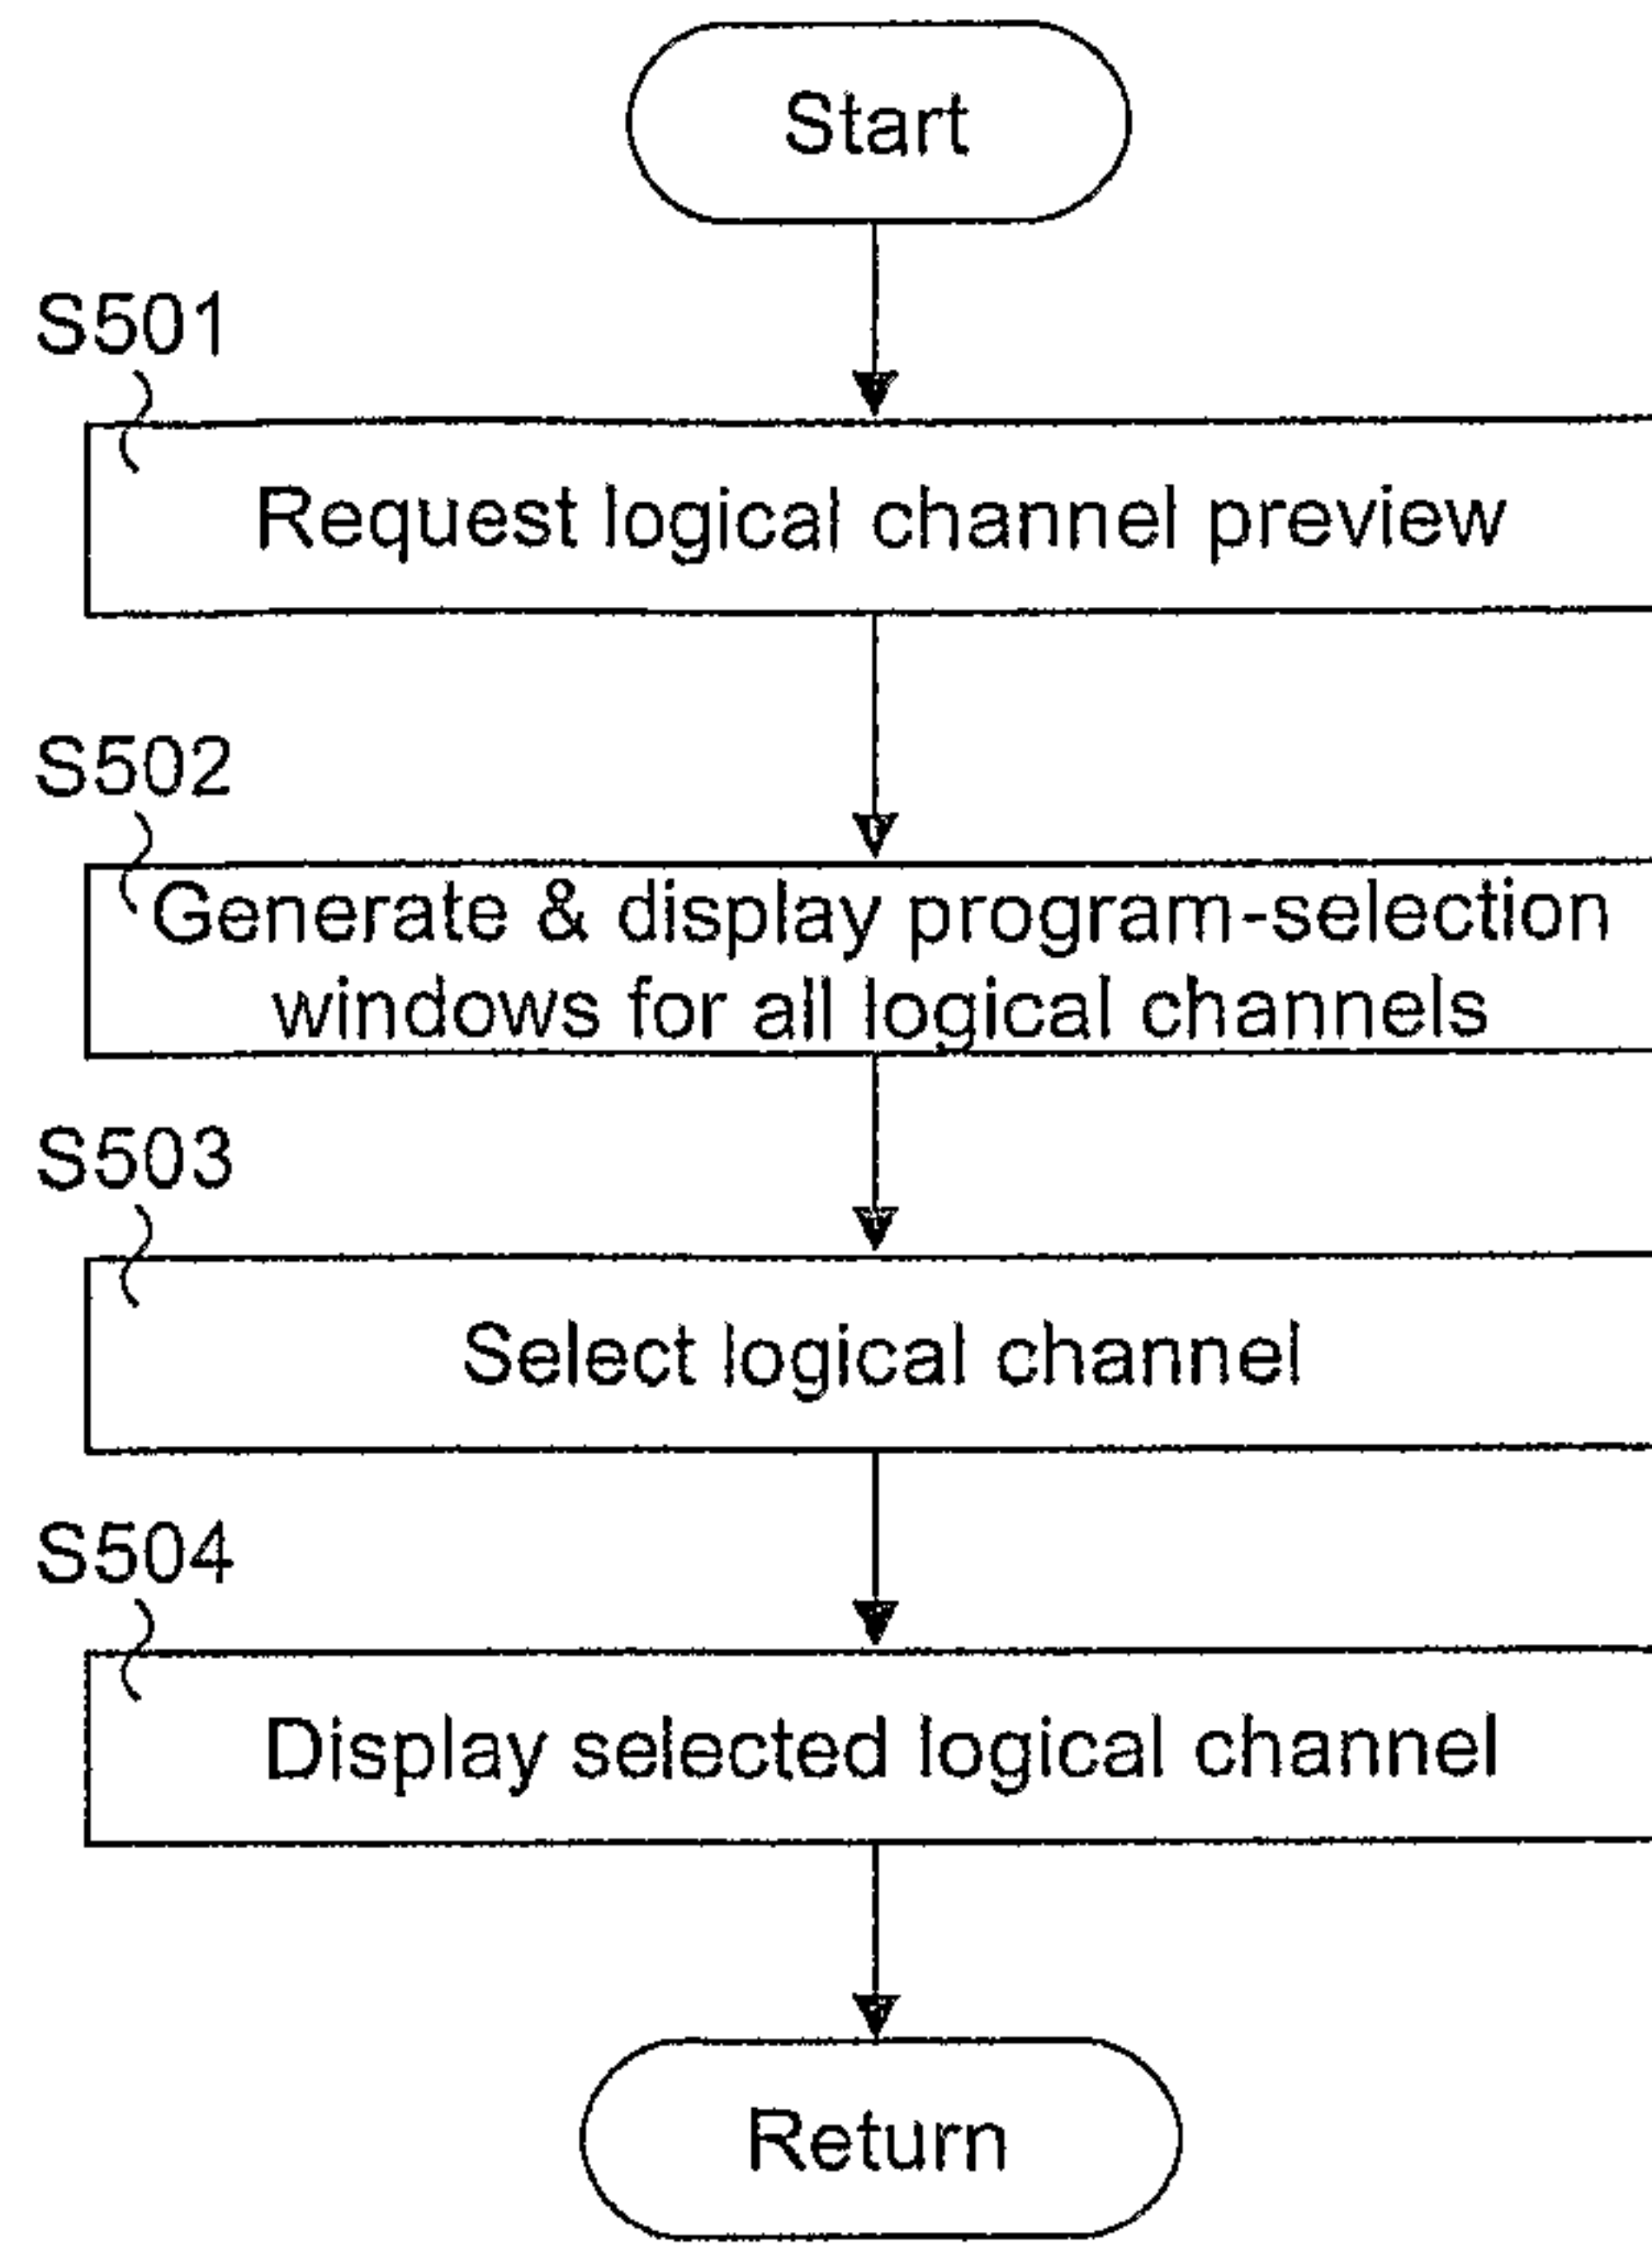 Start
S501
Request logical channel preview
S502
Generate & display program-selection
windows for all logical channels
S503
Select logical channel
S504
Display selected logical channel
Return